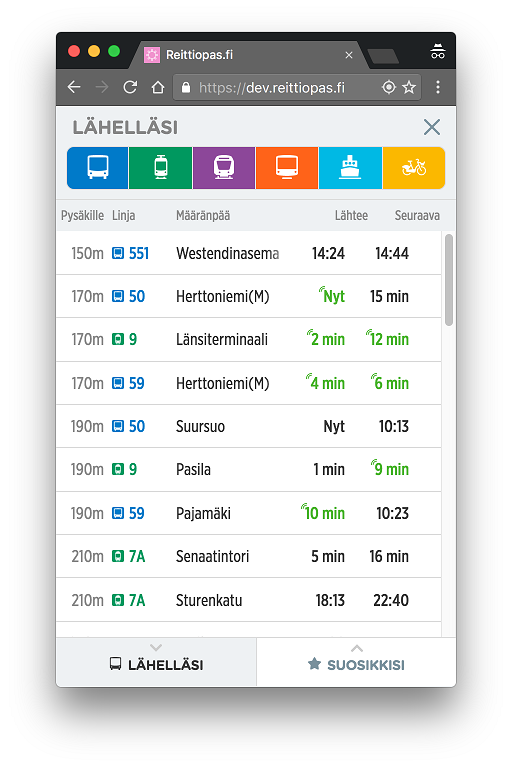 Reittiopas.fi
https://dev.reittiopas.fi
LÄHELLÄSI
Pysäkille Linja Määränpää Lähtee Seuraava
150m 551 Westendinasema 14:24 14:44
170m 50 Herttoniemi(M) Nyt 15 min
170m 9 Länsiterminaali 2 min 12 min
170m 59 Herttoniemi(M) 4 min 6 min
190m 50 Suursuo Nyt 10:13
190m 9 Pasila 1 min 9 min
190m 59 Pajamäki 10 min 10:23
210m 7A Senaatintori 5 min 16 min
210m 7A Sturenkatu 18:13 22:40
LÄHELLÄSI SUOSIKKISI